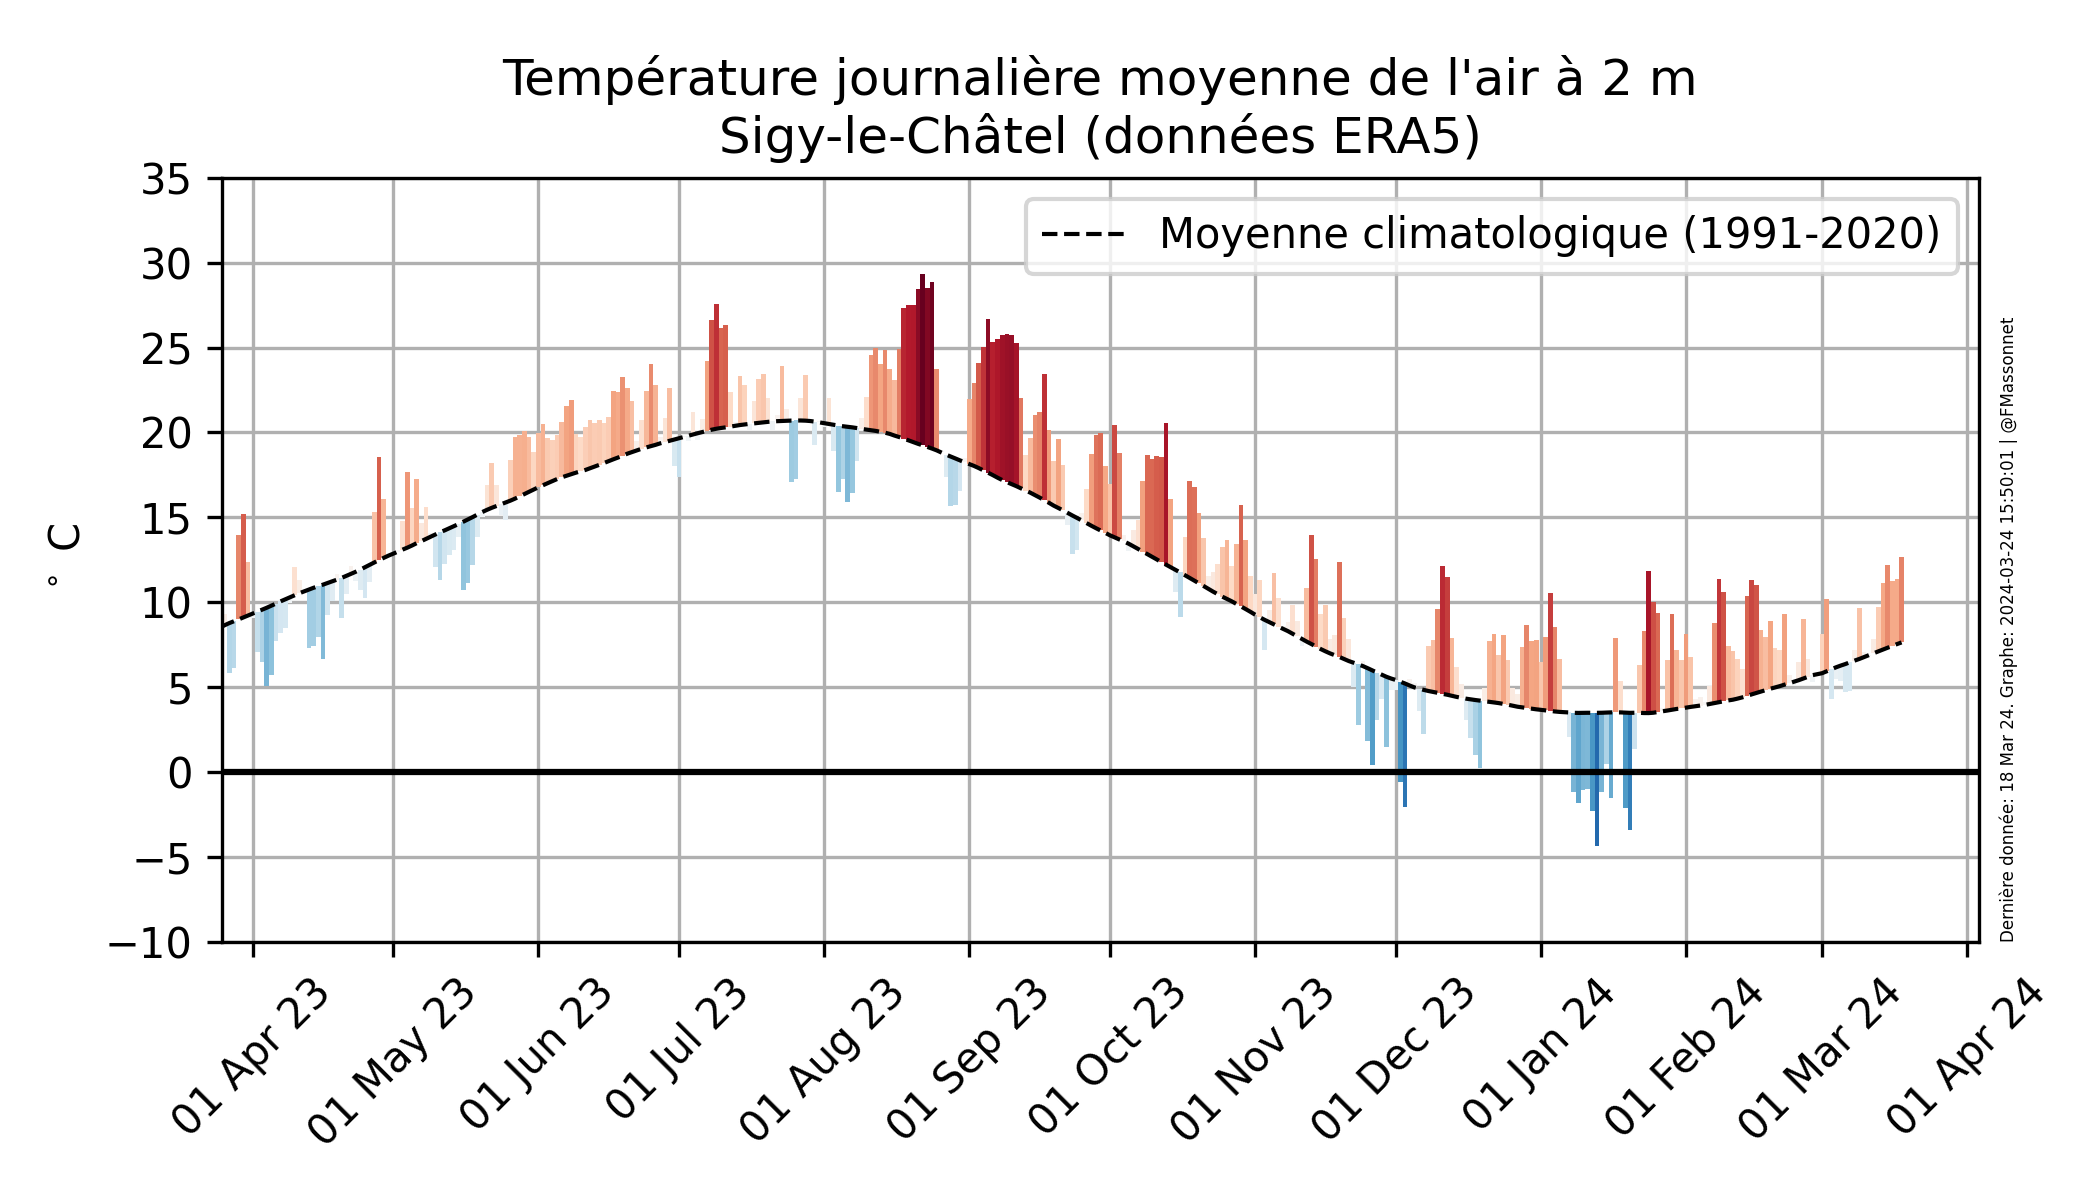 Température journalière moyenne de l'air à 2 m
Sigy-le-Châtel (données ERA5)
Moyenne climatologique (1991-2020)
° C
35
30
25
20
15
10
5
0
−5
−10
01 Apr 23
01 May 23
01 Jun 23
01 Jul 23
01 Aug 23
01 Sep 23
01 Oct 23
01 Nov 23
01 Dec 23
01 Jan 24
01 Feb 24
01 Mar 24
01 Apr 24
Dernière donnée: 18 Mar 24. Graphe: 2024-03-24 15:50:01 | @FMassonnet